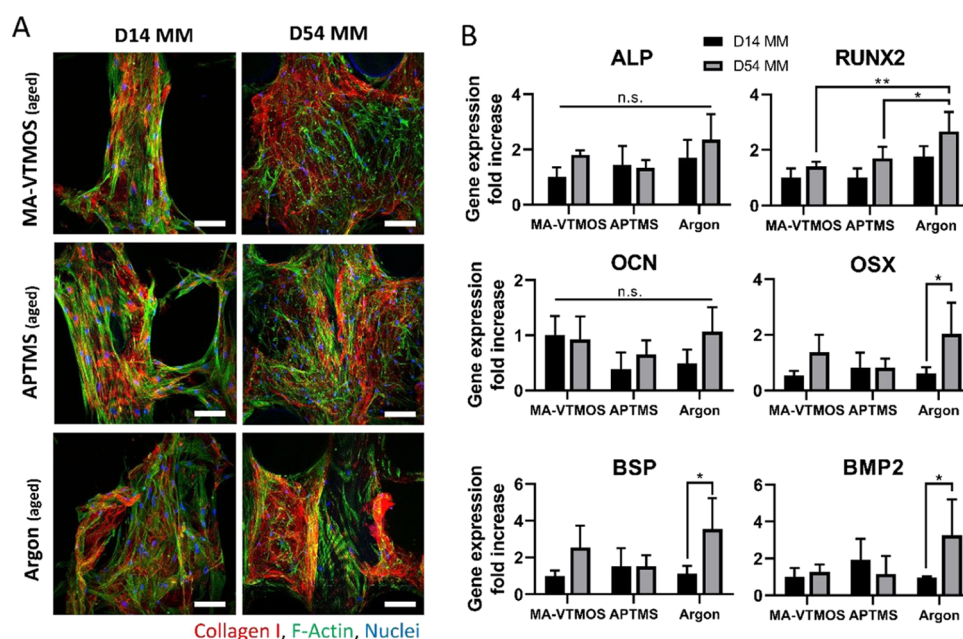 A
D14 MM
D54 MM
MA-VTMOS (aged)
APTMS (aged)
Argon (aged)
Collagen I, F-Actin, Nuclei
B
D14 MM
D54 MM
ALP
Gene expression
fold increase
4
2
0
n.s.
MA-VTMOS APTMS Argon
RUNX2
4
2
0
**
*
MA-VTMOS APTMS Argon
OCN
Gene expression
fold increase
2
1
0
n.s.
MA-VTMOS APTMS Argon
OSX
4
2
0
*
MA-VTMOS APTMS Argon
BSP
Gene expression
fold increase
6
4
2
0
*
MA-VTMOS APTMS Argon
BMP2
6
4
2
0
*
MA-VTMOS APTMS Argon